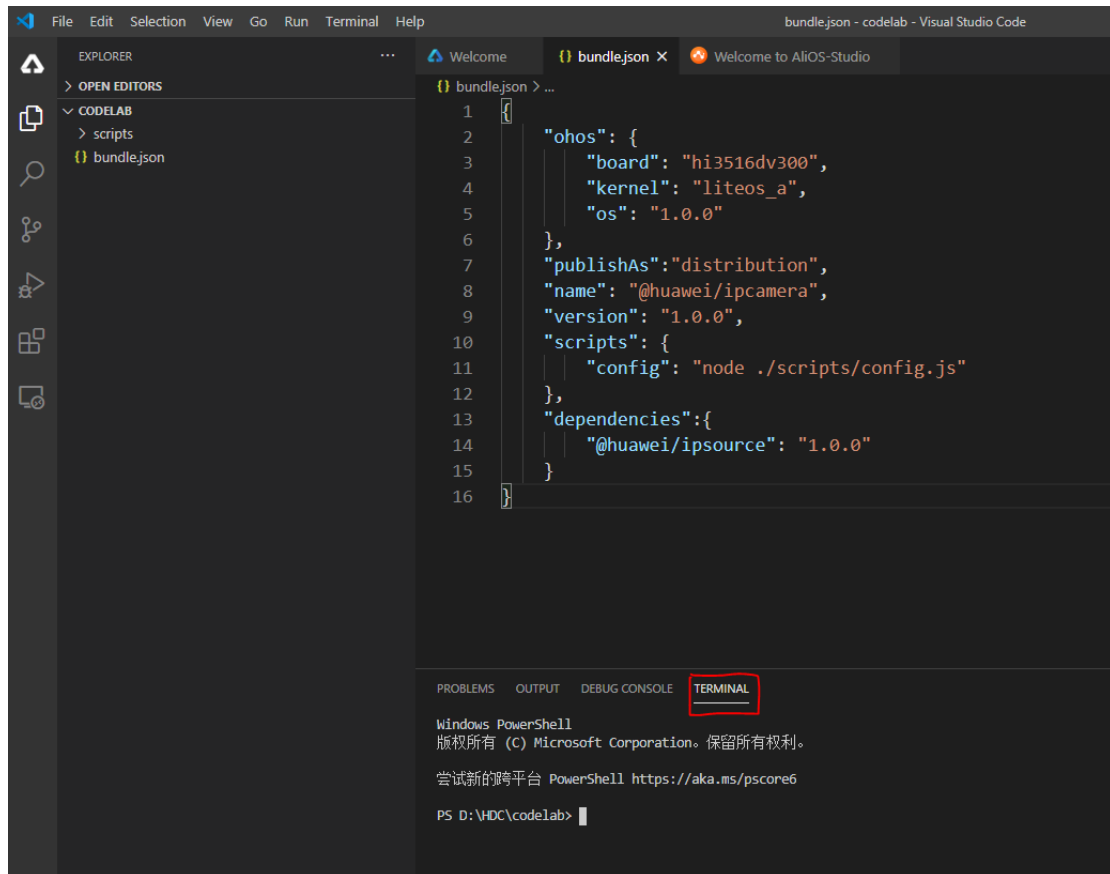 File Edit Selection View Go Run Terminal Help
bundle.json - codelab - Visual Studio Code
EXPLORER
OPEN EDITORS
CODELAB
scripts
{} bundle.json
Welcome
{} bundle.json
Welcome to AliOS-Studio
{} bundle.json > ...
1 {
2 "ohos": {
3 "board": "hi3516dv300",
4 "kernel": "liteos_a",
5 "os": "1.0.0"
6 },
7 "publishAs":"distribution",
8 "name": "@huawei/ipcamera",
9 "version": "1.0.0",
10 "scripts": {
11 "config": "node ./scripts/config.js"
12 },
13 "dependencies":{
14 "@huawei/ipsource": "1.0.0"
15 }
16 }
PROBLEMS OUTPUT DEBUG CONSOLE TERMINAL
Windows PowerShell
版权所有 (C) Microsoft Corporation。保留所有权利。
尝试新的跨平台 PowerShell https://aka.ms/pscore6
PS D:\HDC\codelab>